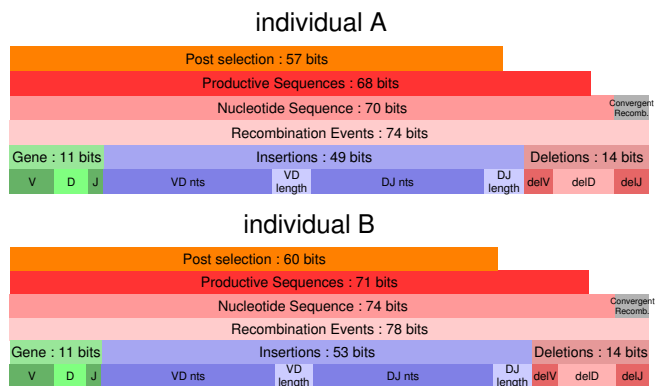 individual A
Post selection : 57 bits
Productive Sequences : 68 bits
Nucleotide Sequence : 70 bits
Convergent
Recomb.
Recombination Events : 74 bits
Gene : 11 bits
Insertions : 49 bits
Deletions : 14 bits
V
D
J
VD nts
VD
length
DJ nts
DJ
length
delV
delD
delJ
individual B
Post selection : 60 bits
Productive Sequences : 71 bits
Nucleotide Sequence : 74 bits
Convergent
Recomb.
Recombination Events : 78 bits
Gene : 11 bits
Insertions : 53 bits
Deletions : 14 bits
V
D
J
VD nts
VD
length
DJ nts
DJ
length
delV
delD
delJ